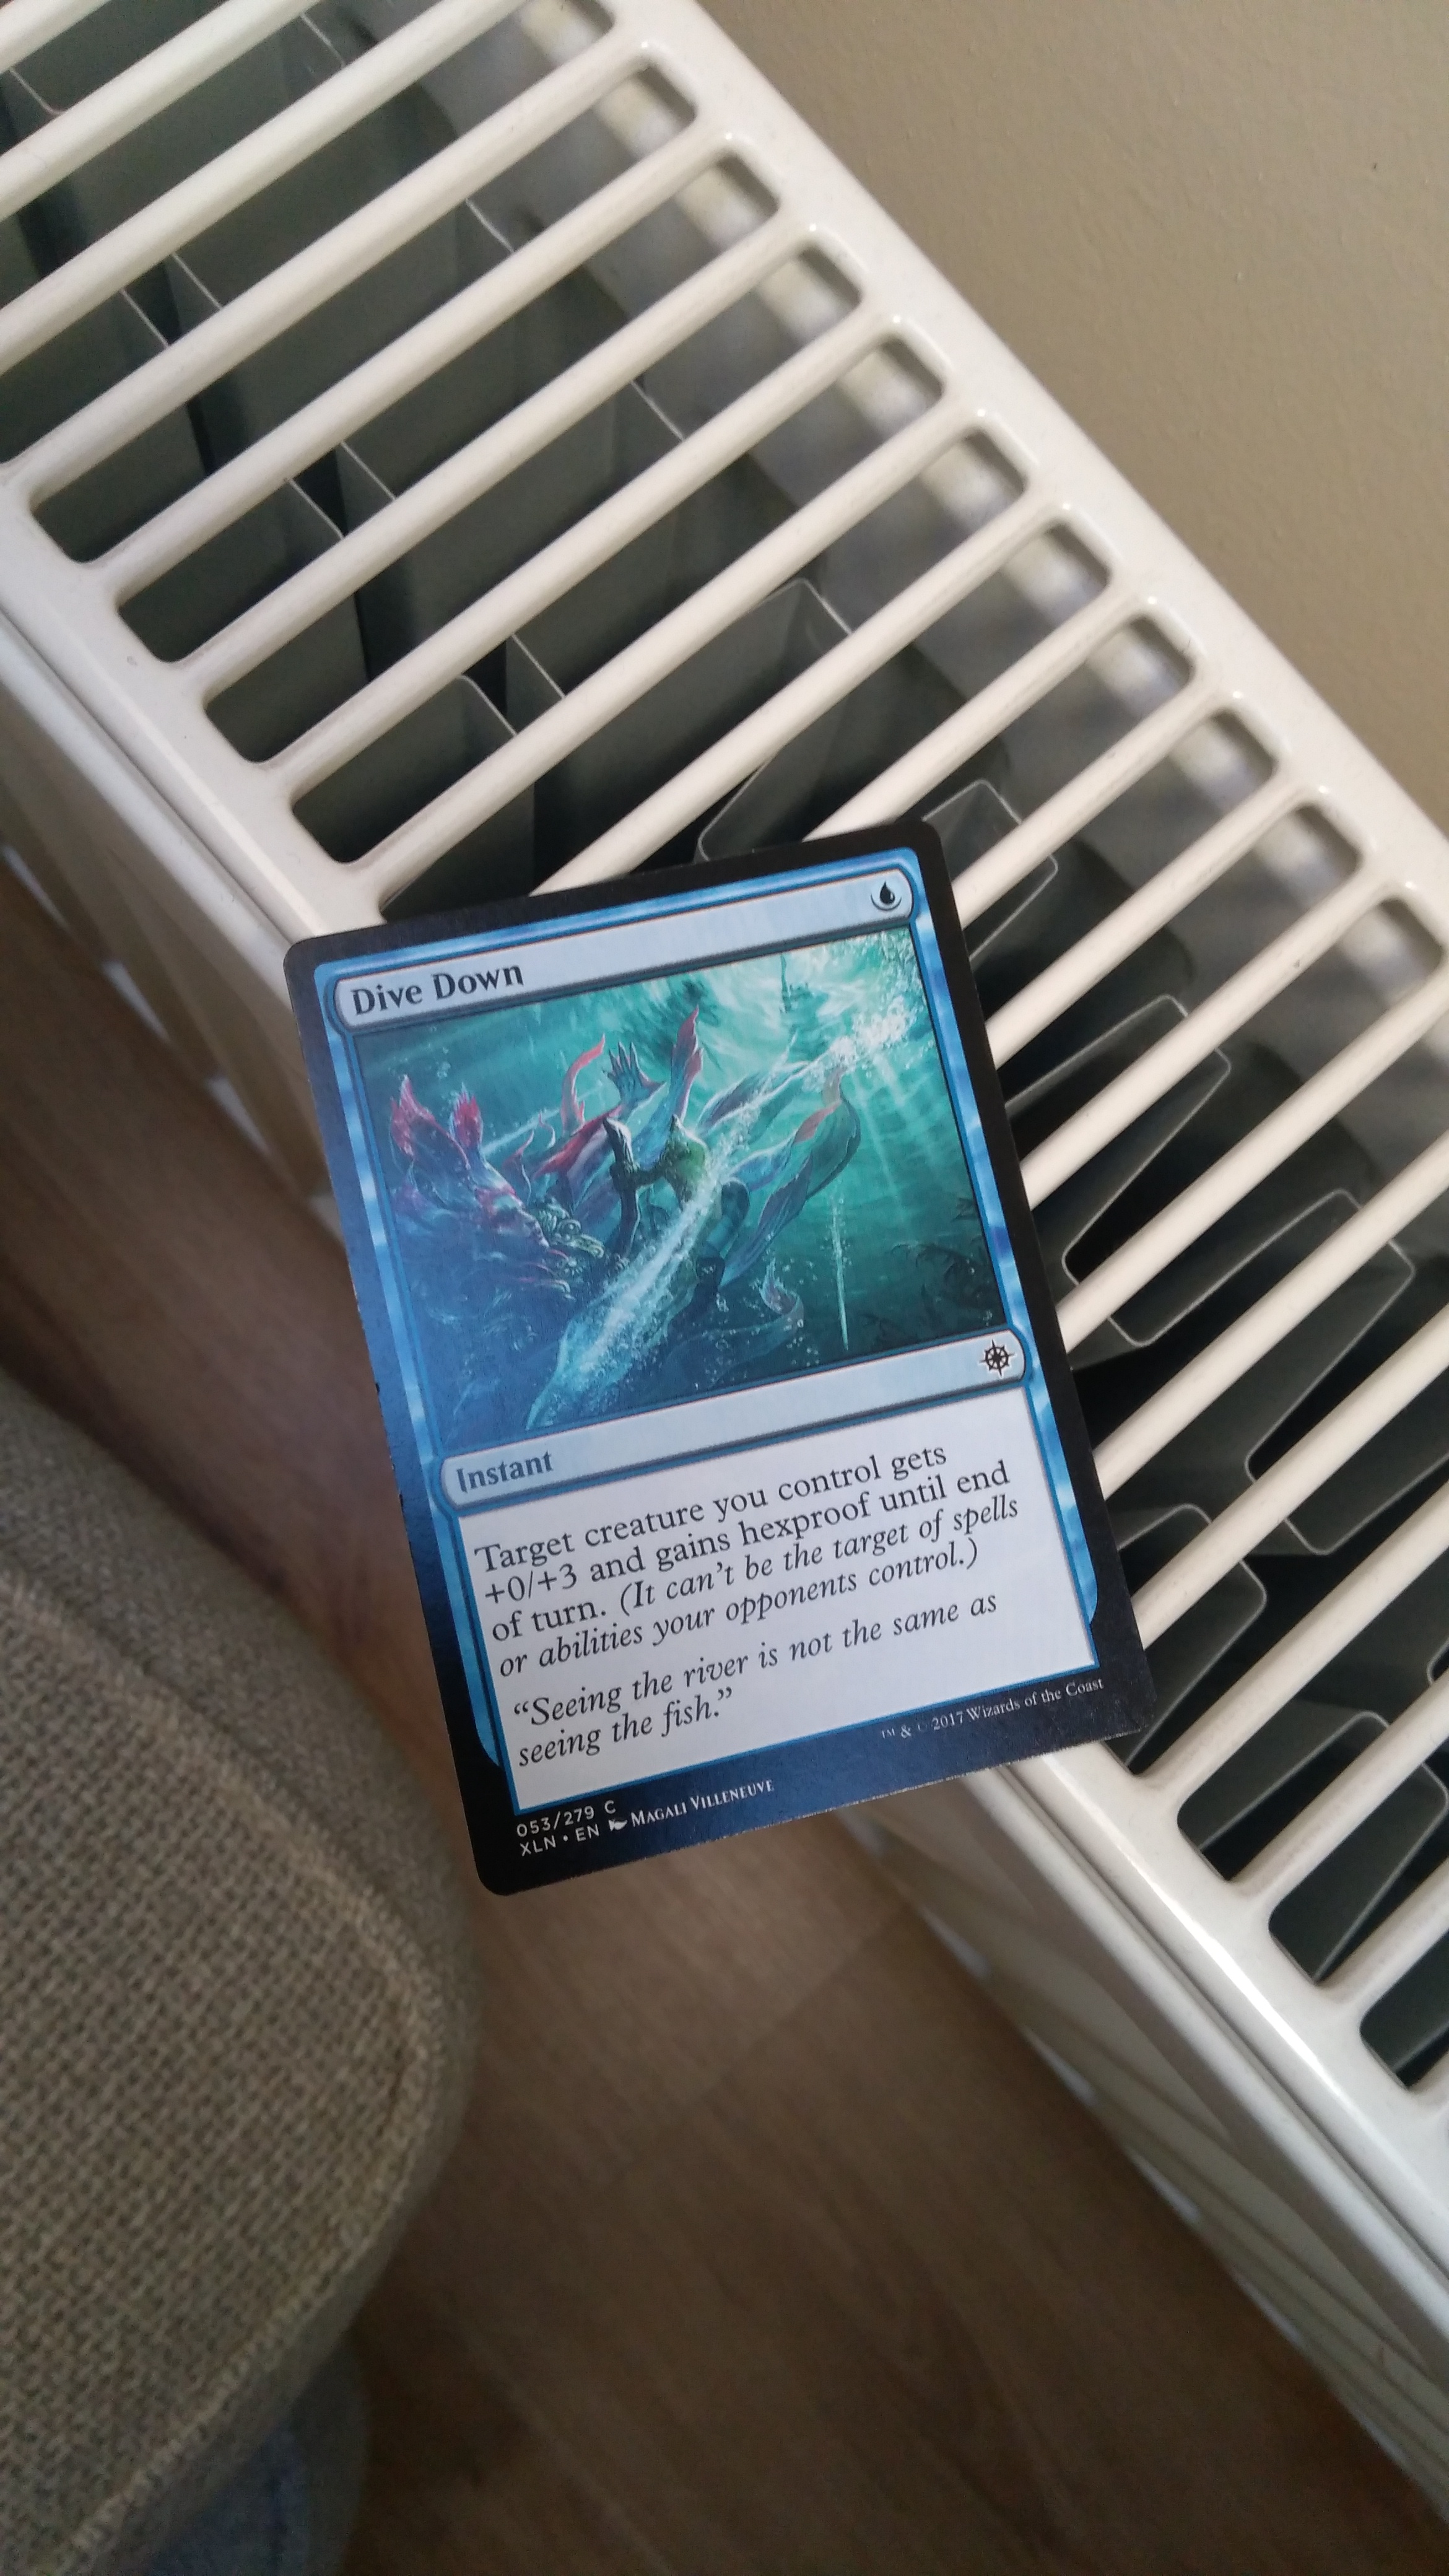 Dive Down
Instant
Target creature you control gets
+0/+3 and gains hexproof until end
of turn. (It can't be the target of spells
or abilities your opponents control.)
“Seeing the river is not the same as
seeing the fish.”
053/279 C
XLN • EN MAGALI VILLENEUVE
™ & © 2017 Wizards of the Coast